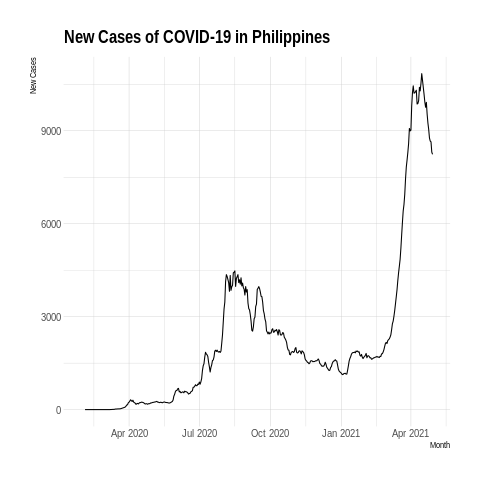 New Cases of COVID-19 in Philippines
New Cases
9000
6000
3000
0
Apr 2020 Jul 2020 Oct 2020 Jan 2021 Apr 2021
Month